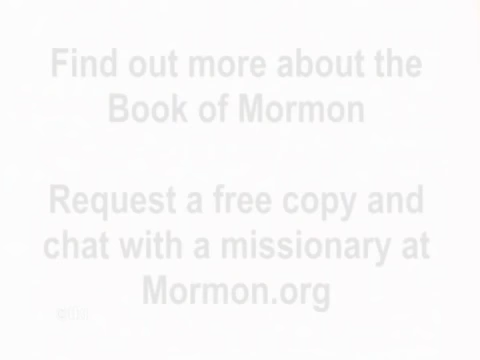 Find out more about the
Book of Mormon
Request a free copy and
chat with a missionary at
Mormon.org